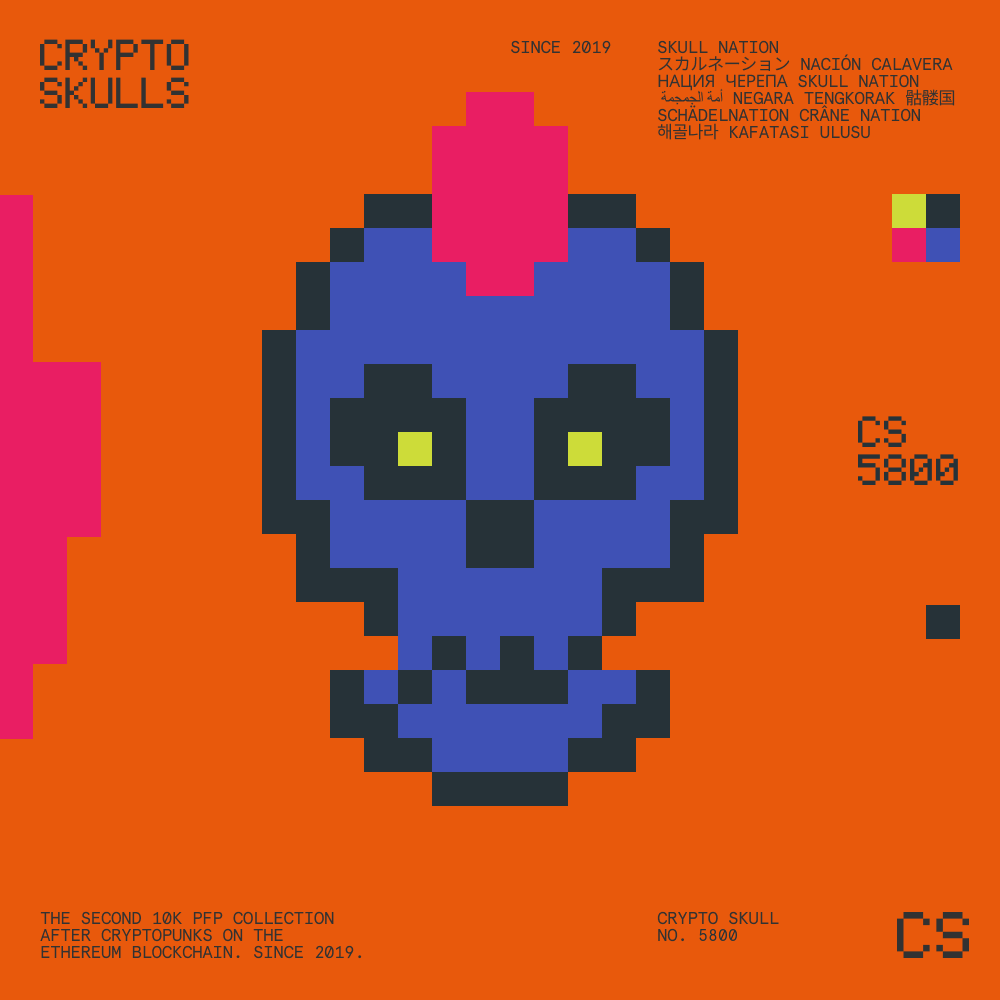 CRYPTO
SKULLS
SINCE 2019
SKULL NATION
スカルネーション NACIÓN CALAVERA
НАЦИЯ ЧЕРЕПА SKULL NATION
أمة الجمجمة NEGARA TENGKORAK 骷髅国
SCHÄDELNATION CRÂNE NATION
해골나라 KAFATASI ULUSU
CS
5800
THE SECOND 10K PFP COLLECTION
AFTER CRYPTOPUNKS ON THE
ETHEREUM BLOCKCHAIN. SINCE 2019.
CRYPTO SKULL
NO. 5800
CS